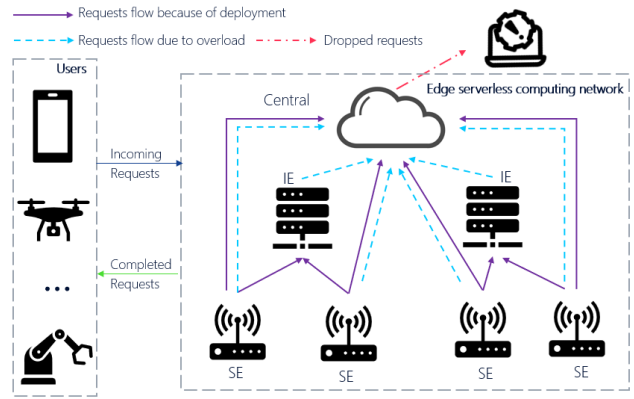 Requests flow because of deployment
Requests flow due to overload
Dropped requests
Users
Edge serverless computing network
Central
Incoming
Requests
IE
IE
Completed
Requests
...
SE
SE
SE
SE